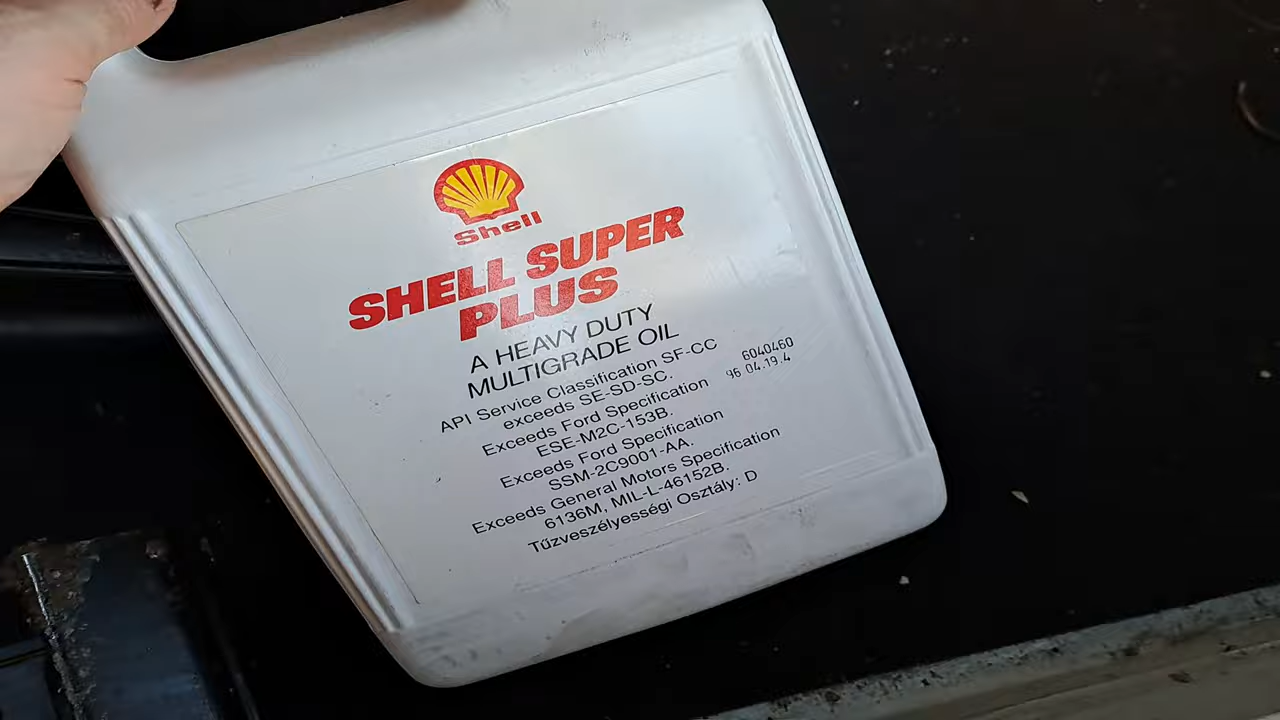 Shell
SHELL SUPER
PLUS
A HEAVY DUTY
MULTIGRADE OIL
API Service Classification SF-CC
exceeds SE-SD-SC.
Exceeds Ford Specification
ESE-M2C-153B.
Exceeds Ford Specification
SSM-2C9001-AA.
Exceeds General Motors Specification
6136M, MIL-L-46152B.
Tűzveszélyességi Osztály: D
6040460
96 04.19.4